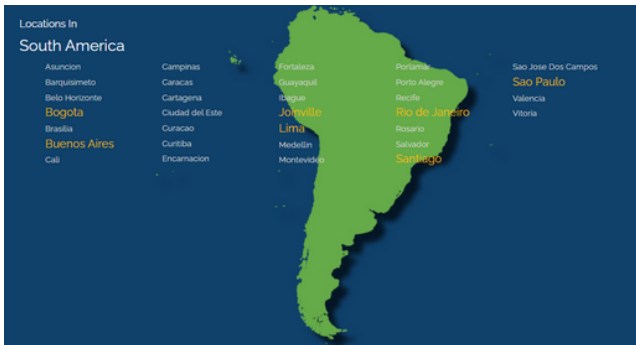 Locations In
South America
Asuncion
Barquisimeto
Belo Horizonte
Bogota
Brasilia
Buenos Aires
Cali
Campinas
Caracas
Cartagena
Ciudad del Este
Curacao
Curitiba
Encarnacion
Fortaleza
Guayaquil
Ibague
Joinville
Lima
Medellin
Montevideo
Porlamar
Porto Alegre
Recife
Rio de Janeiro
Rosario
Salvador
Santiago
Sao Jose Dos Campos
Sao Paulo
Valencia
Vitoria